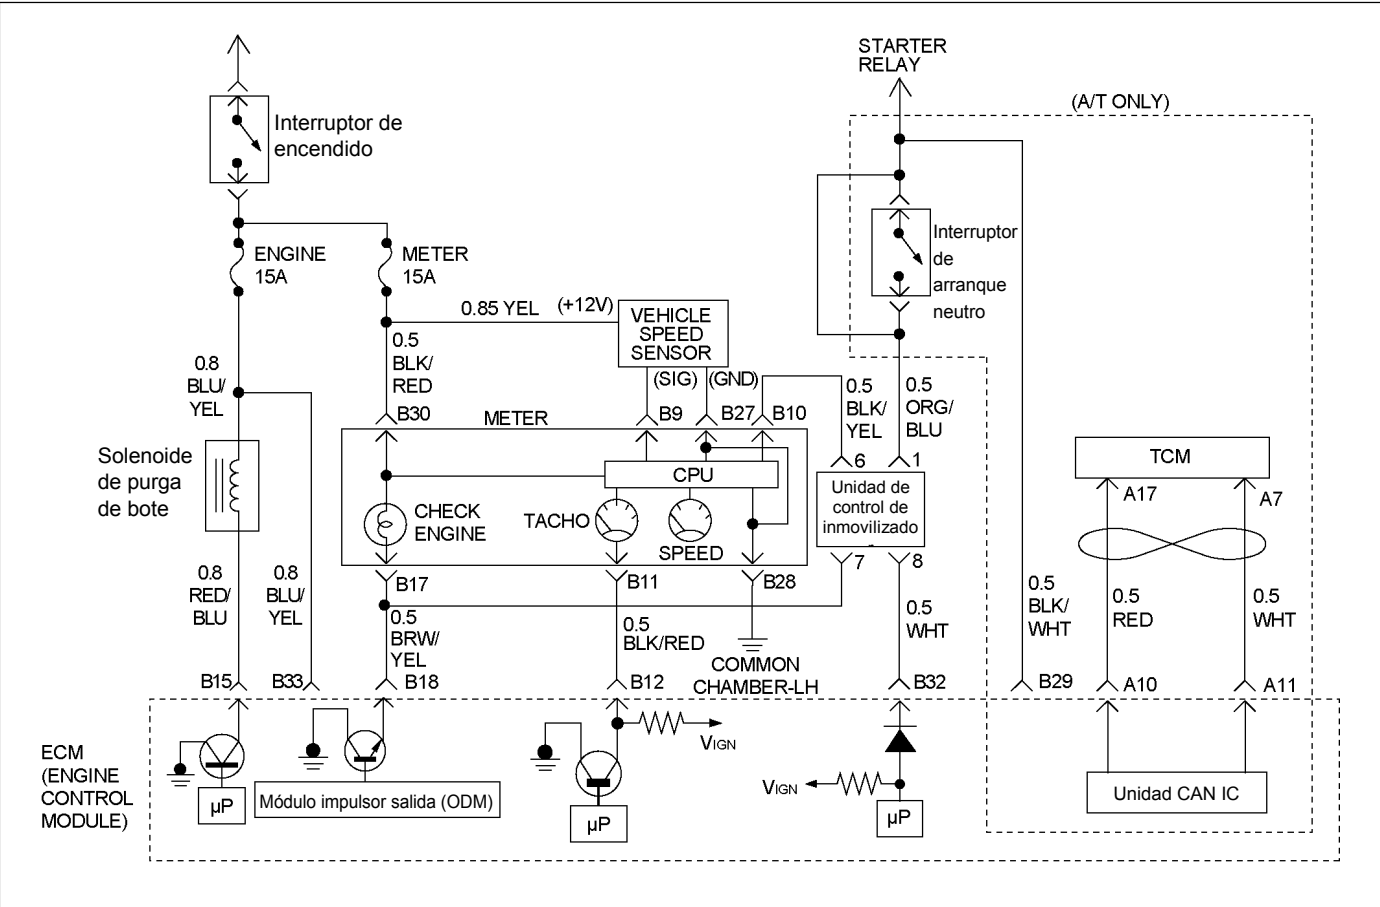 STARTER
RELAY
(A/T ONLY)
Interruptor de
encendido
ENGINE
15A
METER
15A
Interruptor
de
arranque
neutro
0.85 YEL
(+12V)
VEHICLE
SPEED
SENSOR
(SIG)
(GND)
0.8
BLU/
YEL
0.5
BLK/
RED
0.5
BLK/
YEL
0.5
ORG/
BLU
B30
METER
B9
B27
B10
6
1
Solenoide
de purga
de bote
CPU
CHECK
ENGINE
TACHO
SPEED
Unidad de
control de
inmovilizado
TCM
A17
A7
B17
B11
B28
7
8
0.8
RED/
BLU
0.8
BLU/
YEL
0.5
BRW/
YEL
0.5
BLK/RED
COMMON
CHAMBER-LH
0.5
WHT
0.5
BLK/
WHT
0.5
RED
0.5
WHT
B15
B33
B18
B12
B32
B29
A10
A11
ECM
(ENGINE
CONTROL
MODULE)
VIGN
VIGN
µP
Módulo impulsor salida (ODM)
µP
µP
Unidad CAN IC